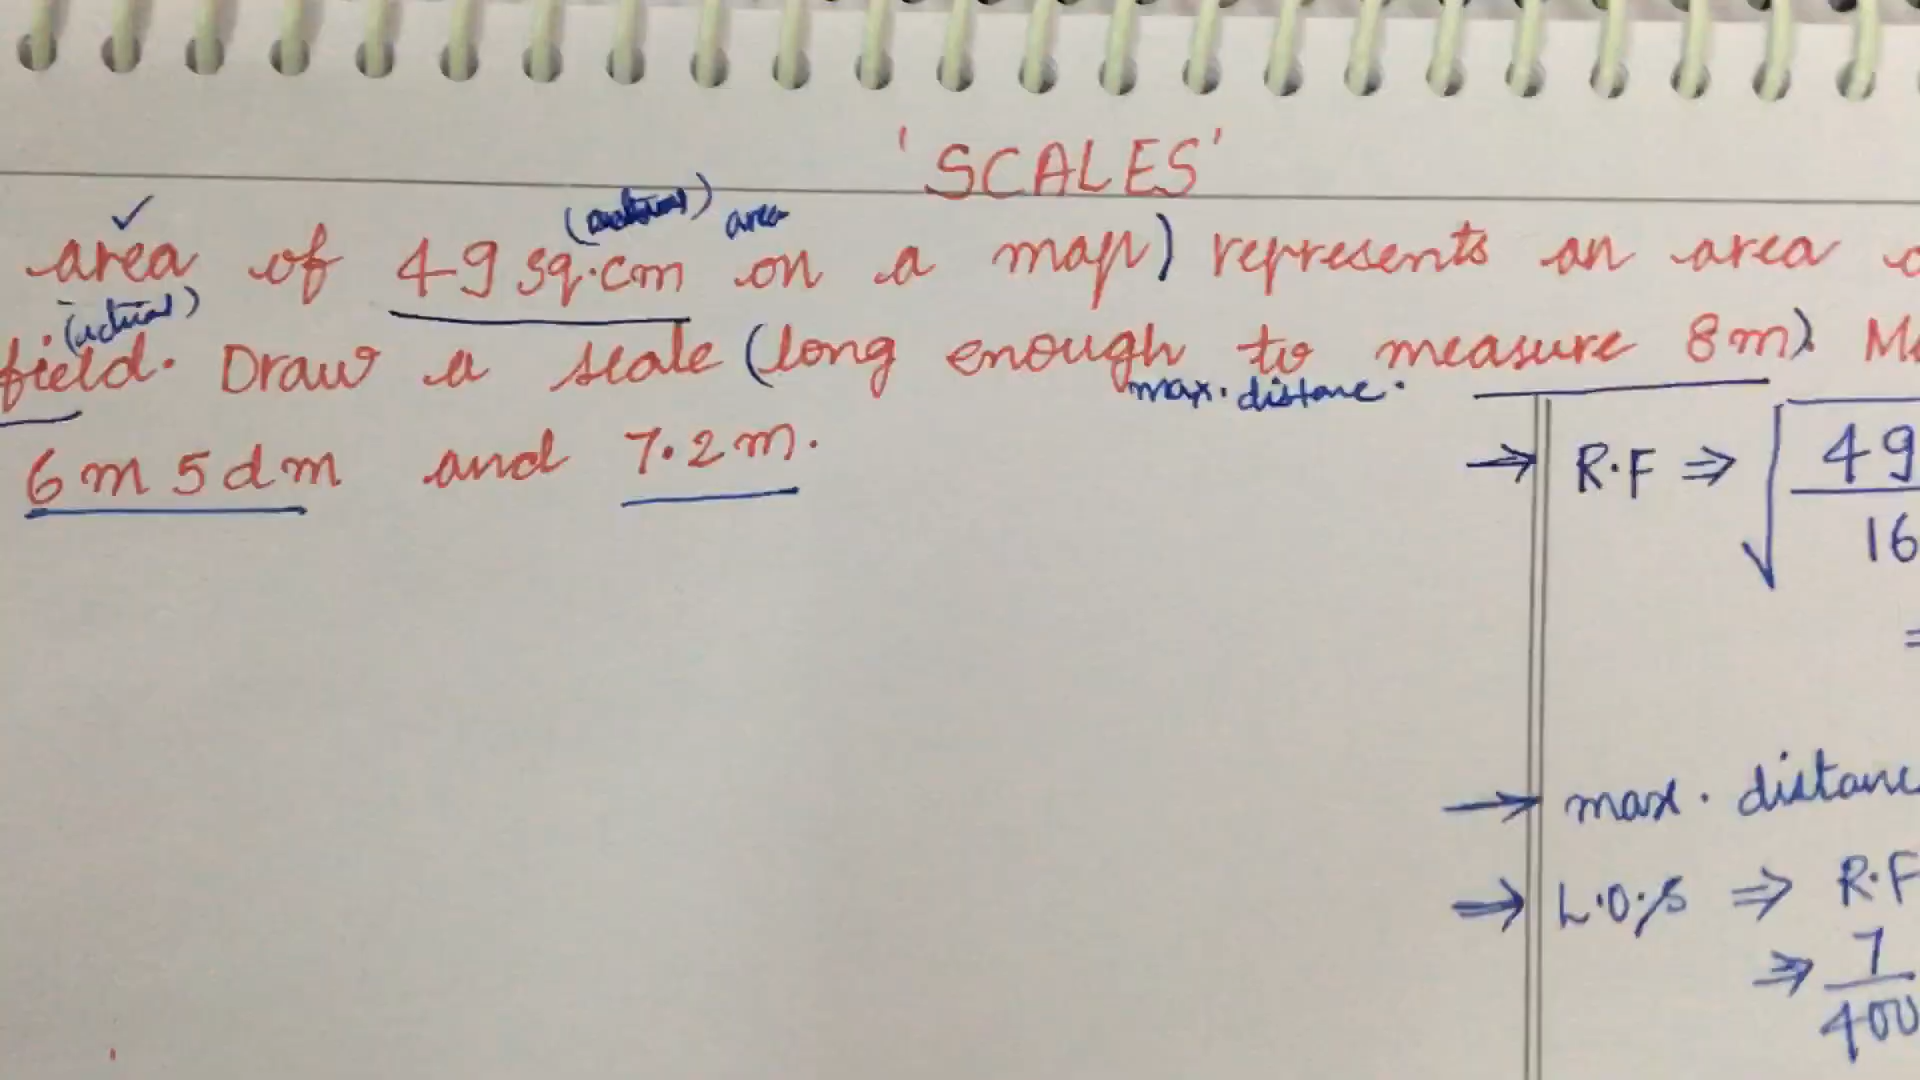 'SCALES'
area of 49 sq.cm on a map) represents an area
(actual) area
field. Draw a scale (long enough to measure 8m)
(actual)
max. distance.
6m 5dm and 7.2m.
R.F ⇒ √49
16
=
max. distanc
L.O.S ⇒ R.F
⇒ 7
400